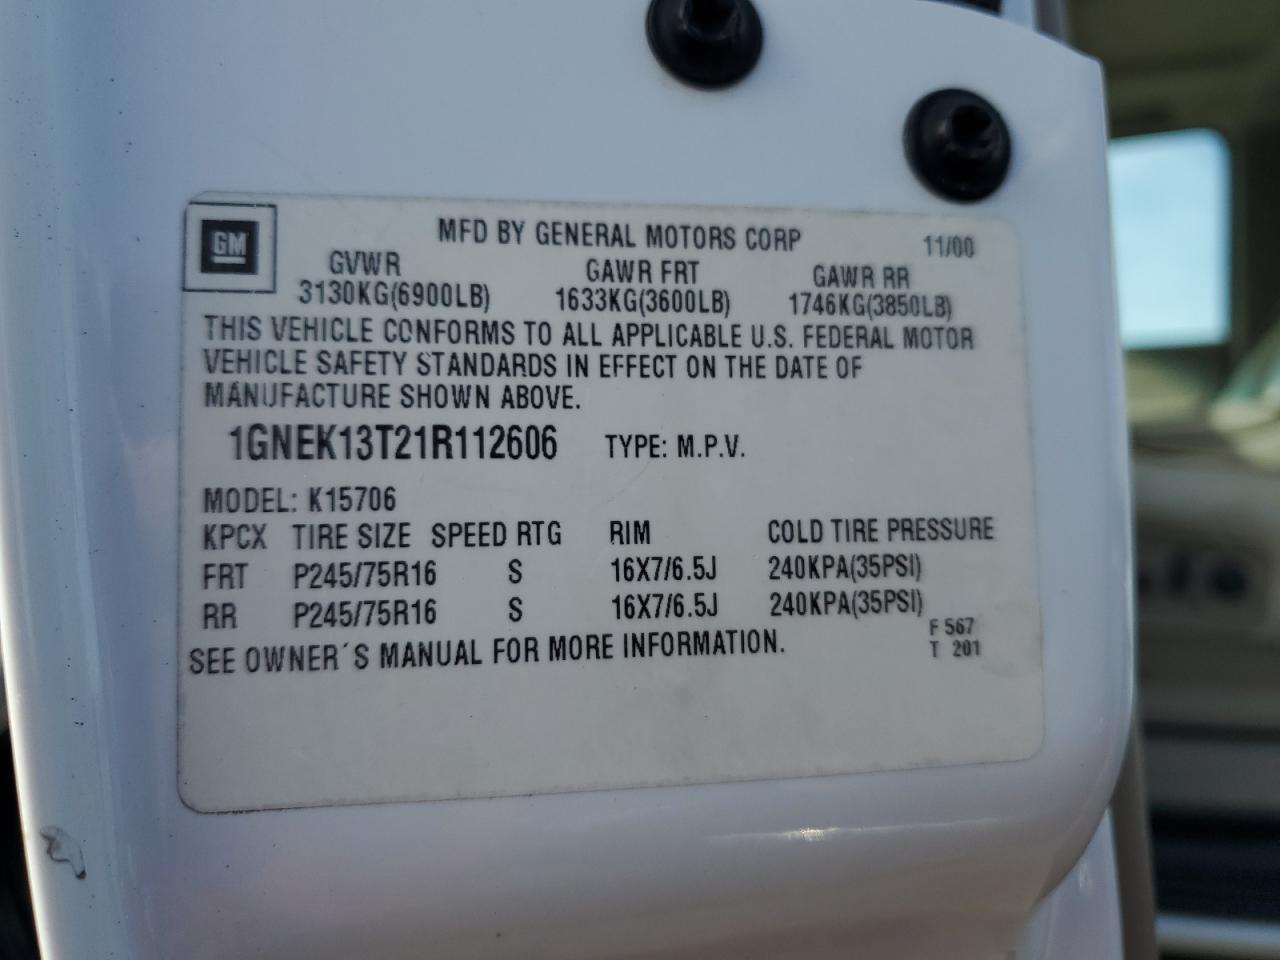 GM
MFD BY GENERAL MOTORS CORP 11/00
GVWR GAWR FRT GAWR RR
3130KG(6900LB) 1633KG(3600LB) 1746KG(3850LB)
THIS VEHICLE CONFORMS TO ALL APPLICABLE U.S. FEDERAL MOTOR
VEHICLE SAFETY STANDARDS IN EFFECT ON THE DATE OF
MANUFACTURE SHOWN ABOVE.
1GNEK13T21R112606 TYPE: M.P.V.
MODEL: K15706
KPCX TIRE SIZE SPEED RTG RIM COLD TIRE PRESSURE
FRT P245/75R16 S 16X7/6.5J 240KPA(35PSI)
RR P245/75R16 S 16X7/6.5J 240KPA(35PSI)
F 567
SEE OWNER´S MANUAL FOR MORE INFORMATION. T 201